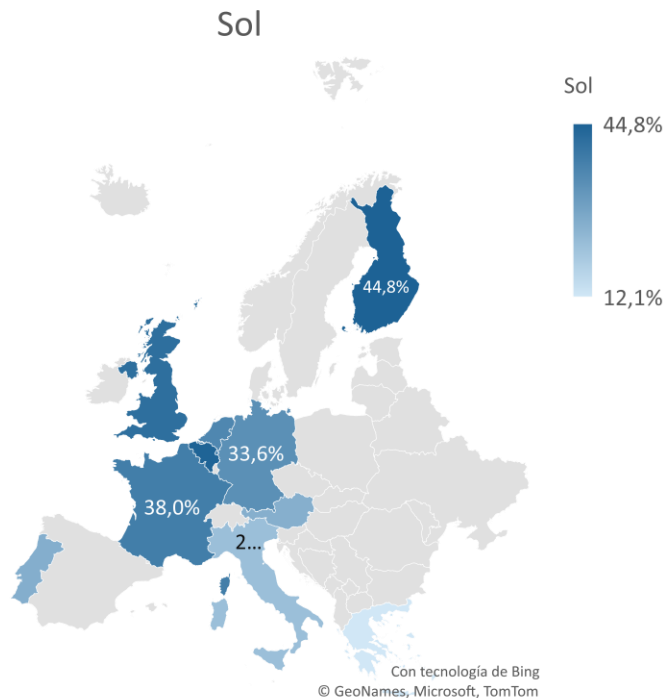 Sol
Sol
44,8%
12,1%
44,8%
33,6%
38,0%
2...
Con tecnología de Bing
© GeoNames, Microsoft, TomTom